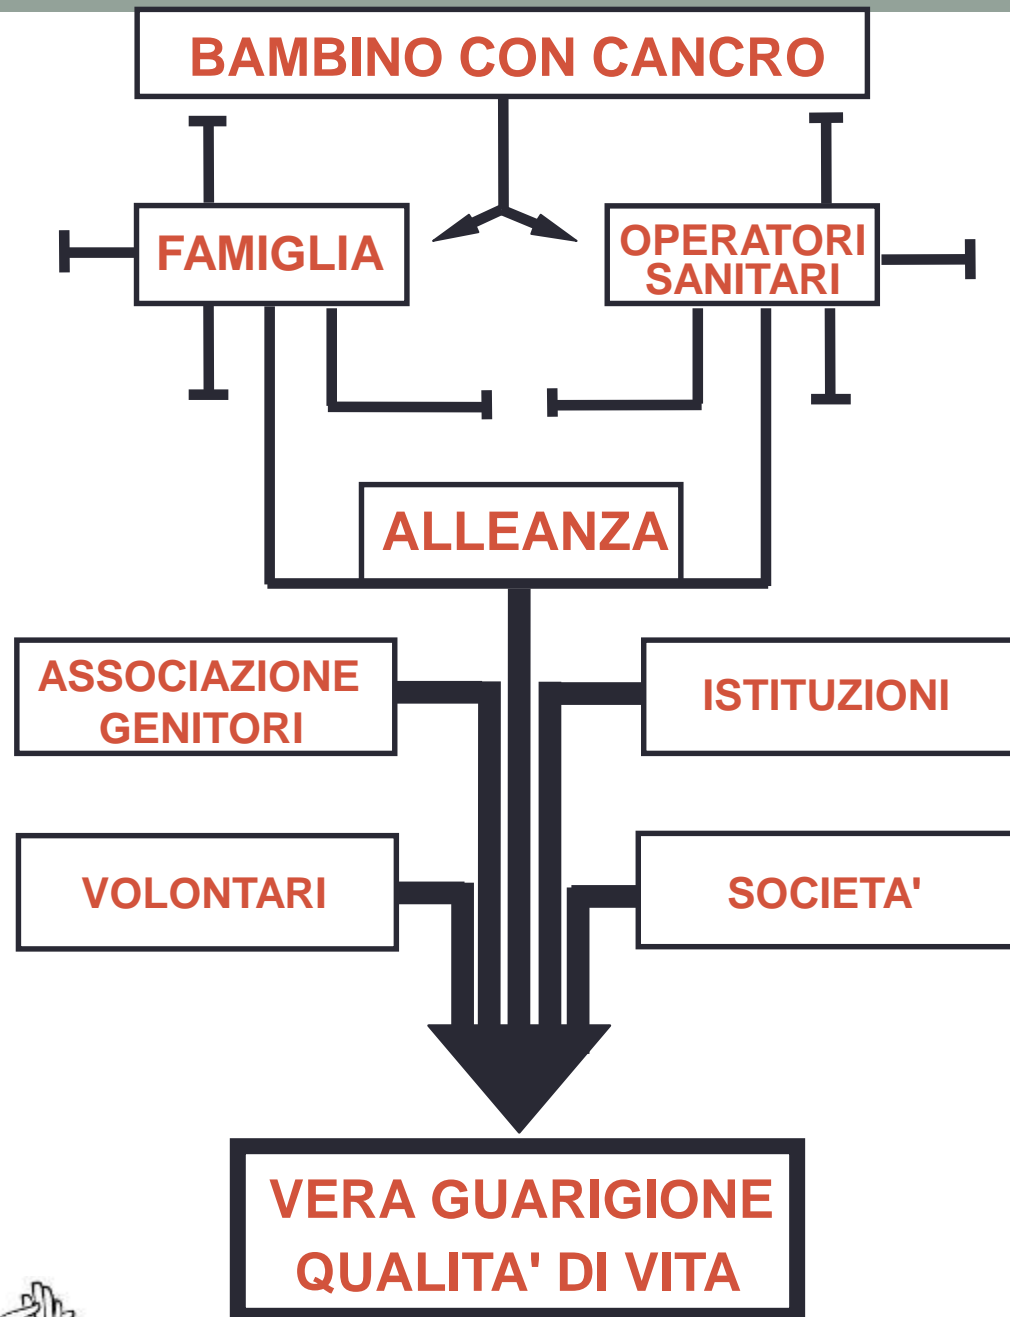 BAMBINO CON CANCRO
FAMIGLIA
OPERATORI
SANITARI
ALLEANZA
ASSOCIAZIONE
GENITORI
ISTITUZIONI
VOLONTARI
SOCIETA'
VERA GUARIGIONE
QUALITA' DI VITA